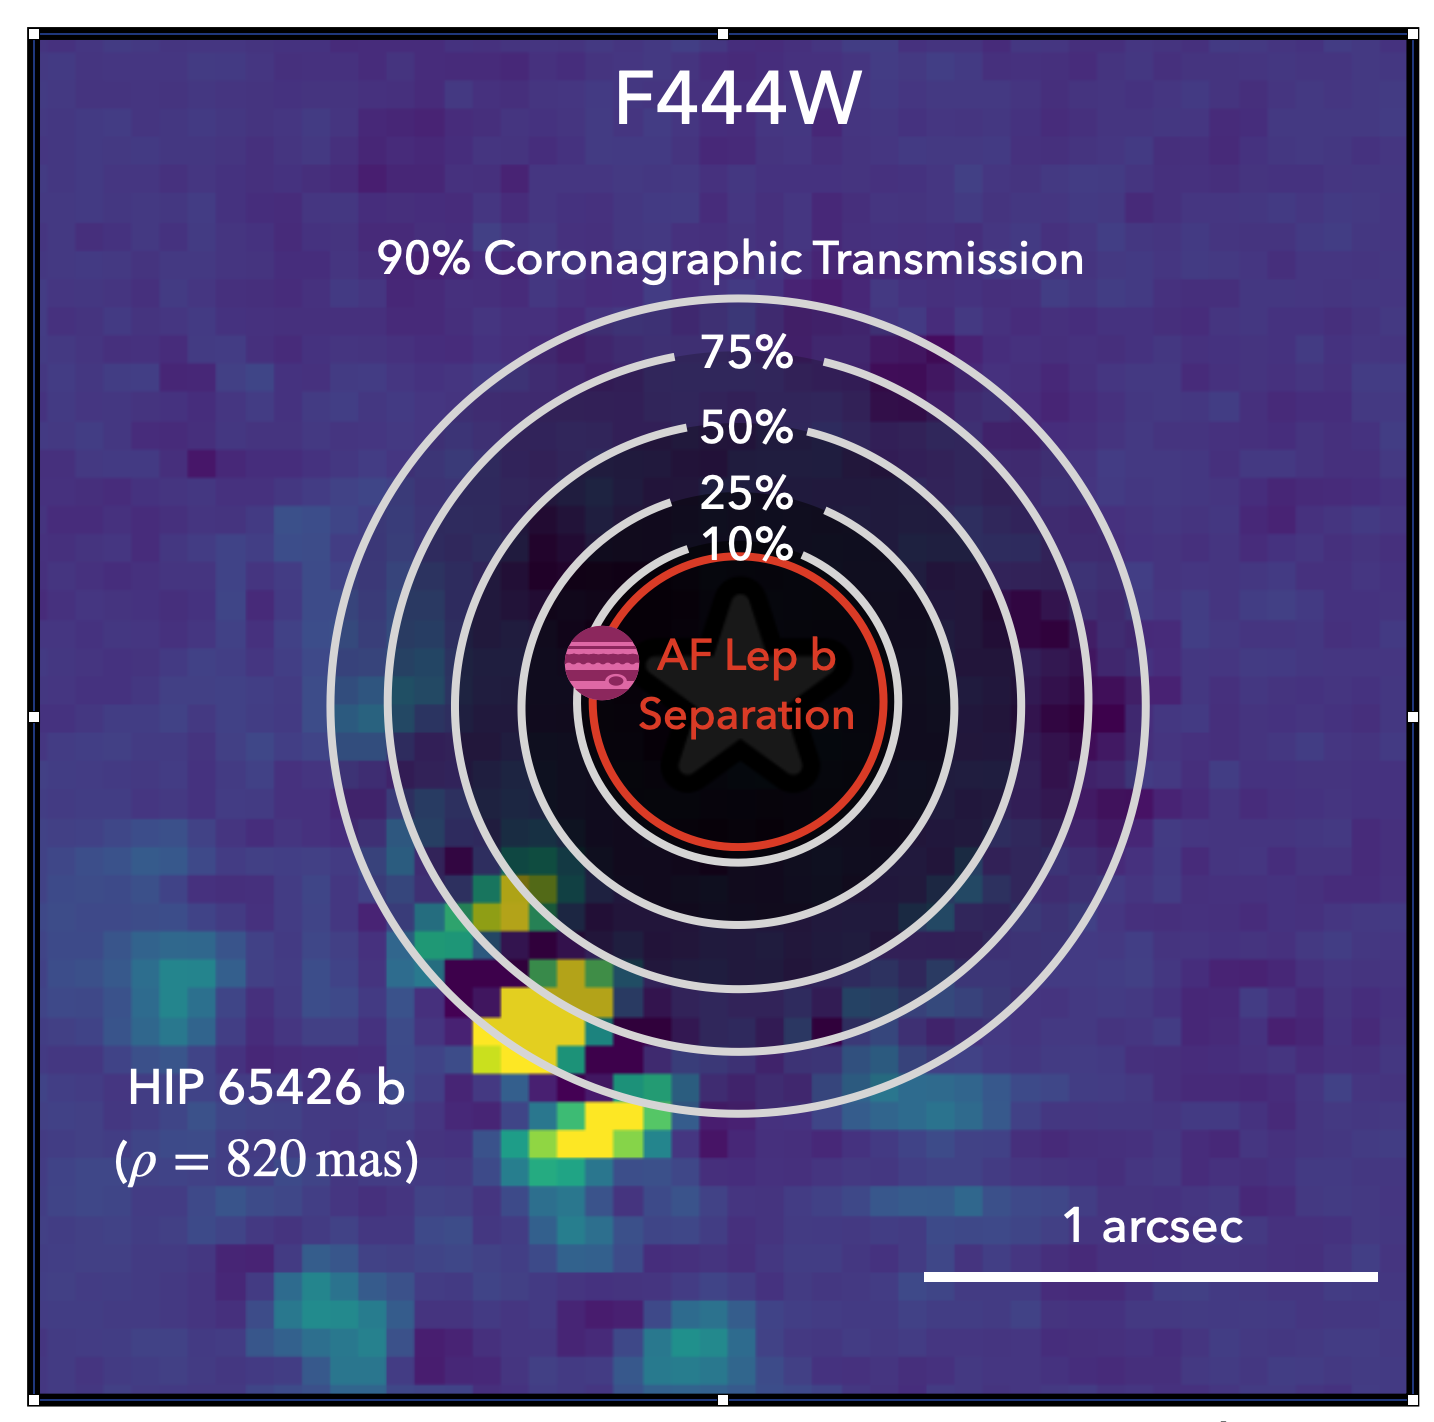 F444W
90% Coronagraphic Transmission
75%
50%
25%
10%
AF Lep b
Separation
HIP 65426 b
(ρ = 820 mas)
1 arcsec